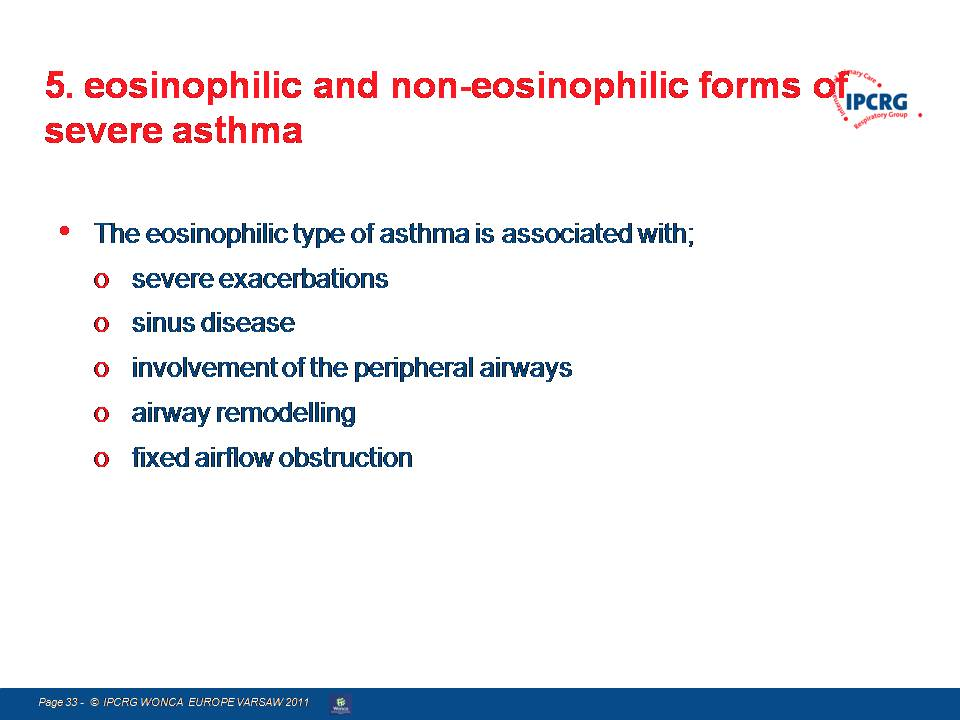 5. eosinophilic and non-eosinophilic forms of
severe asthma
IPCRG
Respiratory Group
• The eosinophilic type of asthma is associated with;
o severe exacerbations
o sinus disease
o involvement of the peripheral airways
o airway remodelling
o fixed airflow obstruction
Page 33 - © IPCRG WONCA EUROPE VARSAW 2011